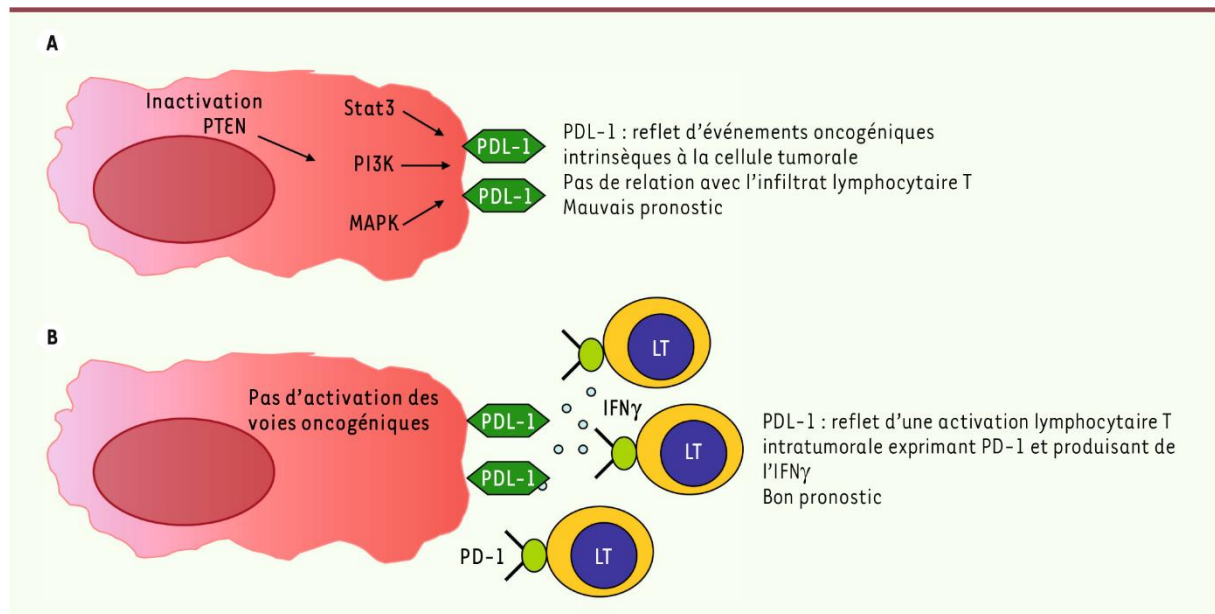 A
Inactivation
PTEN
Stat3
PI3K
MAPK
PDL-1
PDL-1
PDL-1 : reflet d’événements oncogéniques
intrinsèques à la cellule tumorale
Pas de relation avec l’infiltrat lymphocytaire T
Mauvais pronostic
B
Pas d’activation des
voies oncogéniques
PDL-1
PDL-1
IFNγ
LT
LT
LT
PD-1
PDL-1 : reflet d’une activation lymphocytaire T
intratumorale exprimant PD-1 et produisant de
l’IFNγ
Bon pronostic